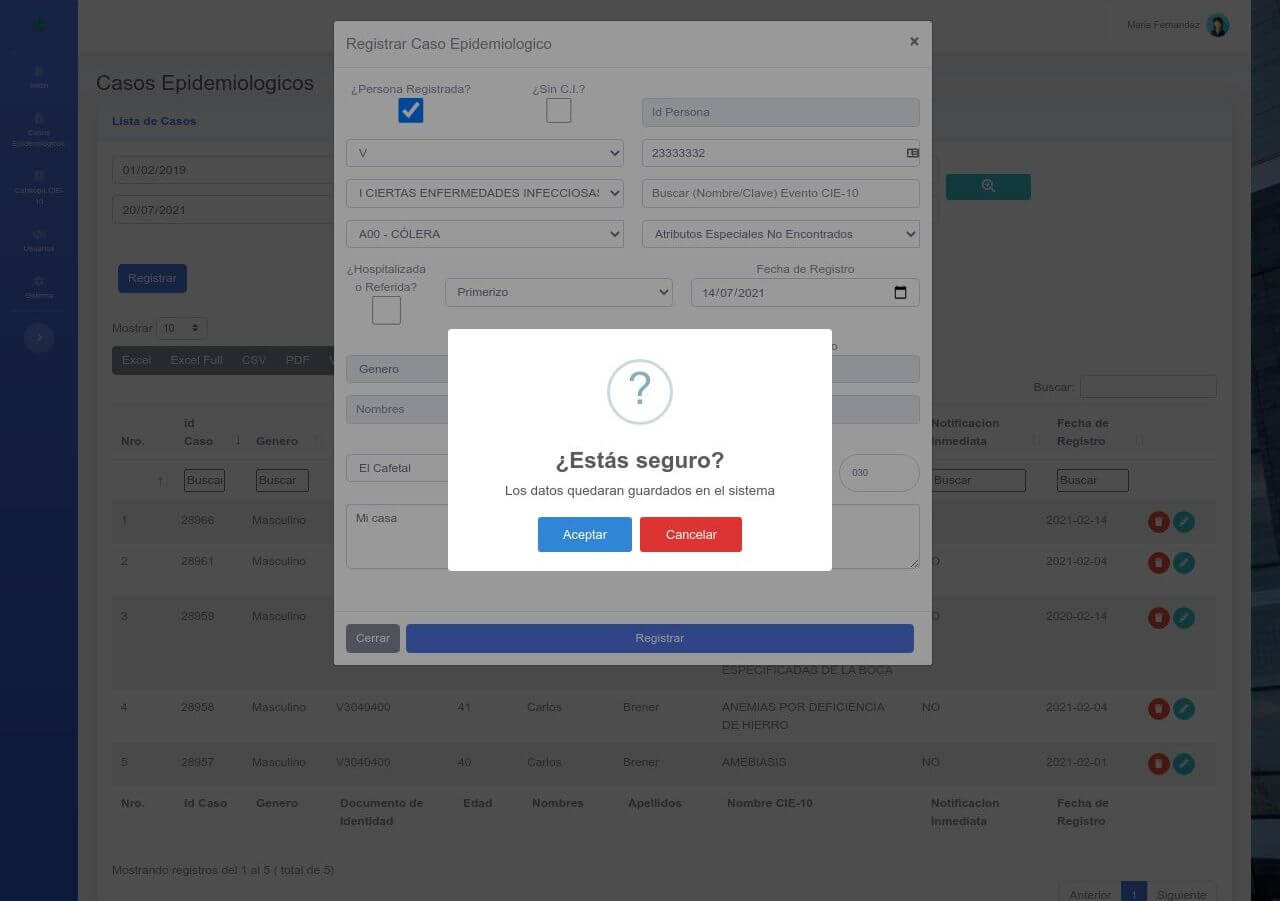 Maria Fernandez
Inicio
Casos
Epidemiologicos
Catalogo CIE-
10
Usuarios
Sistema
Casos Epidemiologicos
Lista de Casos
01/02/2019
20/07/2021
Registrar
Mostrar 10
Excel Excel Full CSV PDF
Buscar:
Registrar Caso Epidemiologico ×
¿Persona Registrada? ¿Sin C.I.?
Id Persona
V 23333332
I CIERTAS ENFERMEDADES INFECCIOSAS Buscar (Nombre/Clave) Evento CIE-10
A00 - CÓLERA Atributos Especiales No Encontrados
¿Hospitalizada
o Referida?
Primerizo
Fecha de Registro
14/07/2021
Genero
Nombres
El Cafetal
030
Mi casa
Cerrar Registrar
?
¿Estás seguro?
Los datos quedaran guardados en el sistema
Aceptar Cancelar
Nro. id Caso Genero Notificacion Inmediata Fecha de Registro
Buscar Buscar Buscar Buscar
1 28966 Masculino 2021-02-14
2 28961 Masculino 2021-02-04
3 28959 Masculino 2020-02-14
ESPECIFICADAS DE LA BOCA
4 28958 Masculino V3040400 41 Carlos Brener ANEMIAS POR DEFICIENCIA DE HIERRO NO 2021-02-04
5 28957 Masculino V3040400 40 Carlos Brener AMEBIASIS NO 2021-02-01
Nro. id Caso Genero Documento de Identidad Edad Nombres Apellidos Nombre CIE-10 Notificacion Inmediata Fecha de Registro
Mostrando registros del 1 al 5 ( total de 5)
Anterior 1 Siguiente